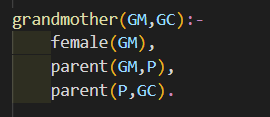 grandmother(GM,GC):-
    female(GM),
    parent(GM,P),
    parent(P,GC).